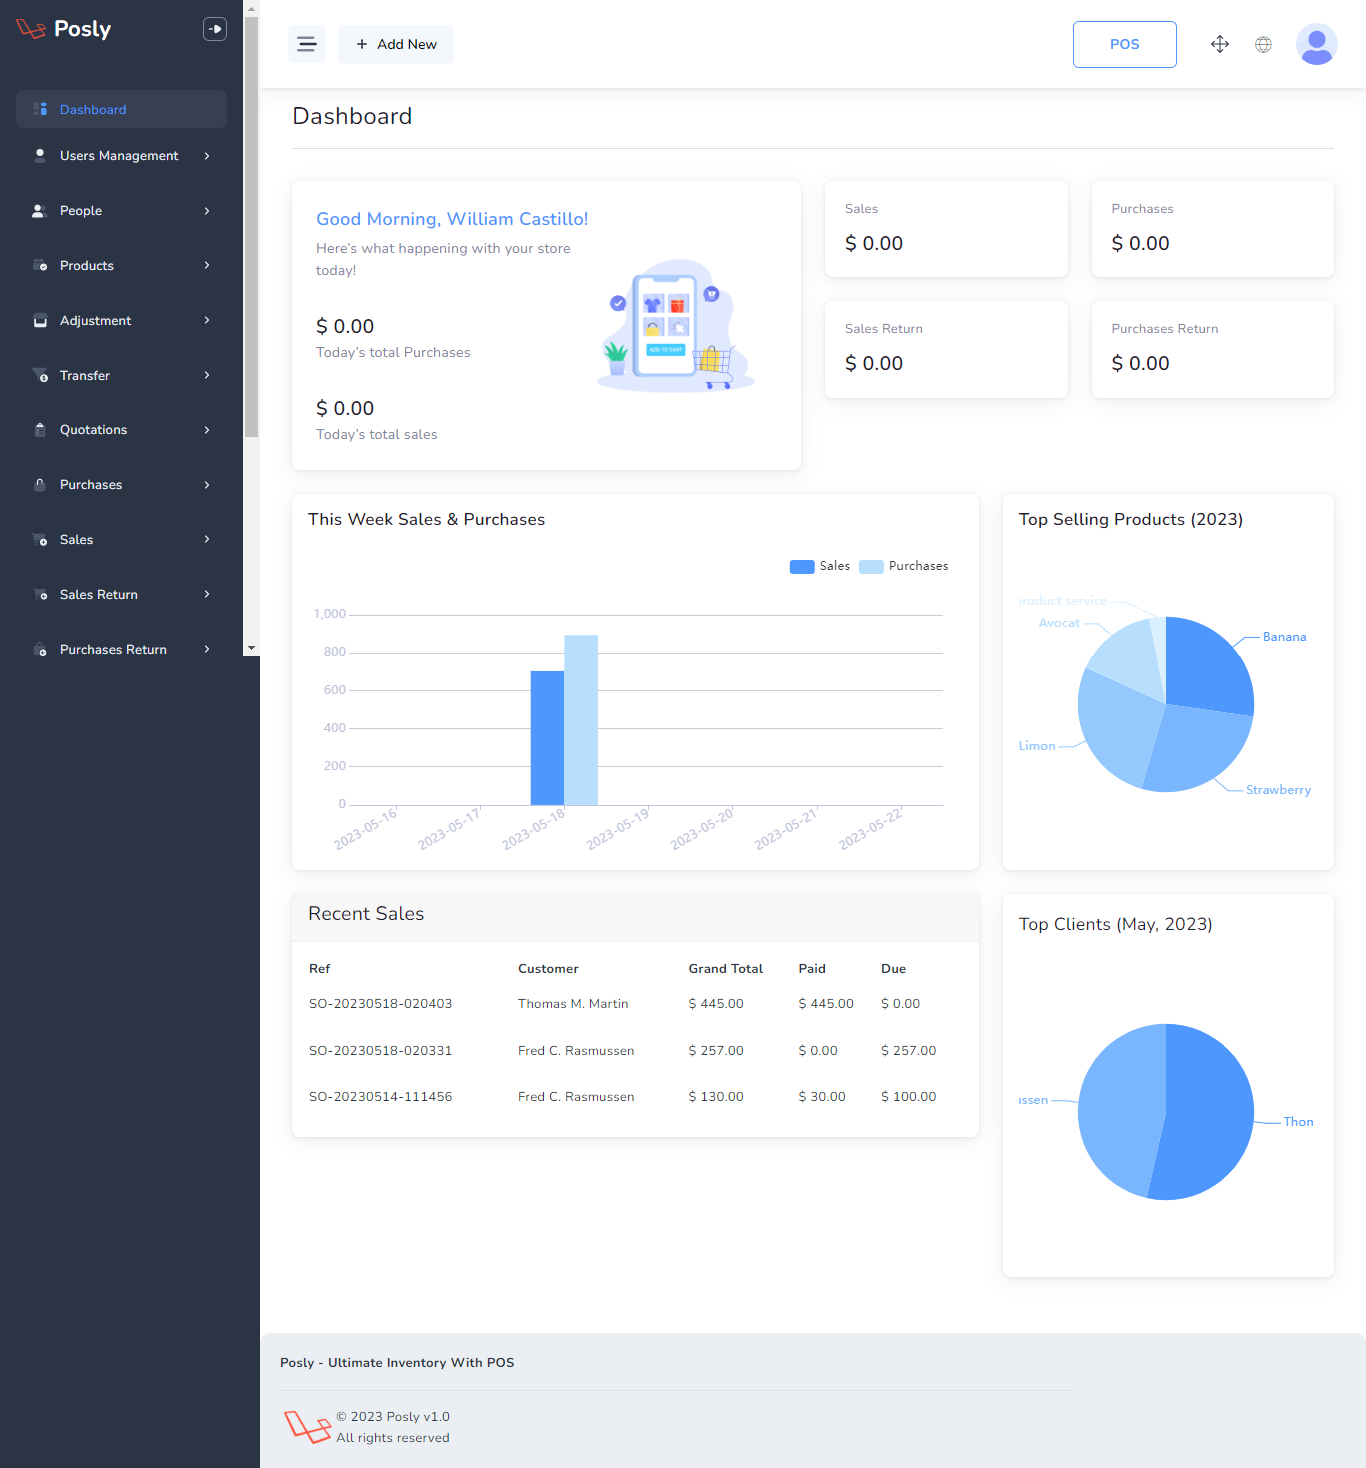 Posly
Dashboard
Users Management
People
Products
Adjustment
Transfer
Quotations
Purchases
Sales
Sales Return
Purchases Return
+ Add New
POS
Dashboard
Good Morning, William Castillo!
Here's what happening with your store
today!
$ 0.00
Today's total Purchases
$ 0.00
Today's total sales
ADD TO CART
Sales
$ 0.00
Purchases
$ 0.00
Sales Return
$ 0.00
Purchases Return
$ 0.00
This Week Sales & Purchases
Sales Purchases
1,000
800
600
400
200
0
2023-05-16 2023-05-17 2023-05-18 2023-05-19 2023-05-20 2023-05-21 2023-05-22
Top Selling Products (2023)
roduct service
Avocat
Banana
Limon
Strawberry
Recent Sales
Ref Customer Grand Total Paid Due
SO-20230518-020403 Thomas M. Martin $ 445.00 $ 445.00 $ 0.00
SO-20230518-020331 Fred C. Rasmussen $ 257.00 $ 0.00 $ 257.00
SO-20230514-111456 Fred C. Rasmussen $ 130.00 $ 30.00 $ 100.00
Top Clients (May, 2023)
ussen
Thon
Posly - Ultimate Inventory With POS
© 2023 Posly v1.0
All rights reserved